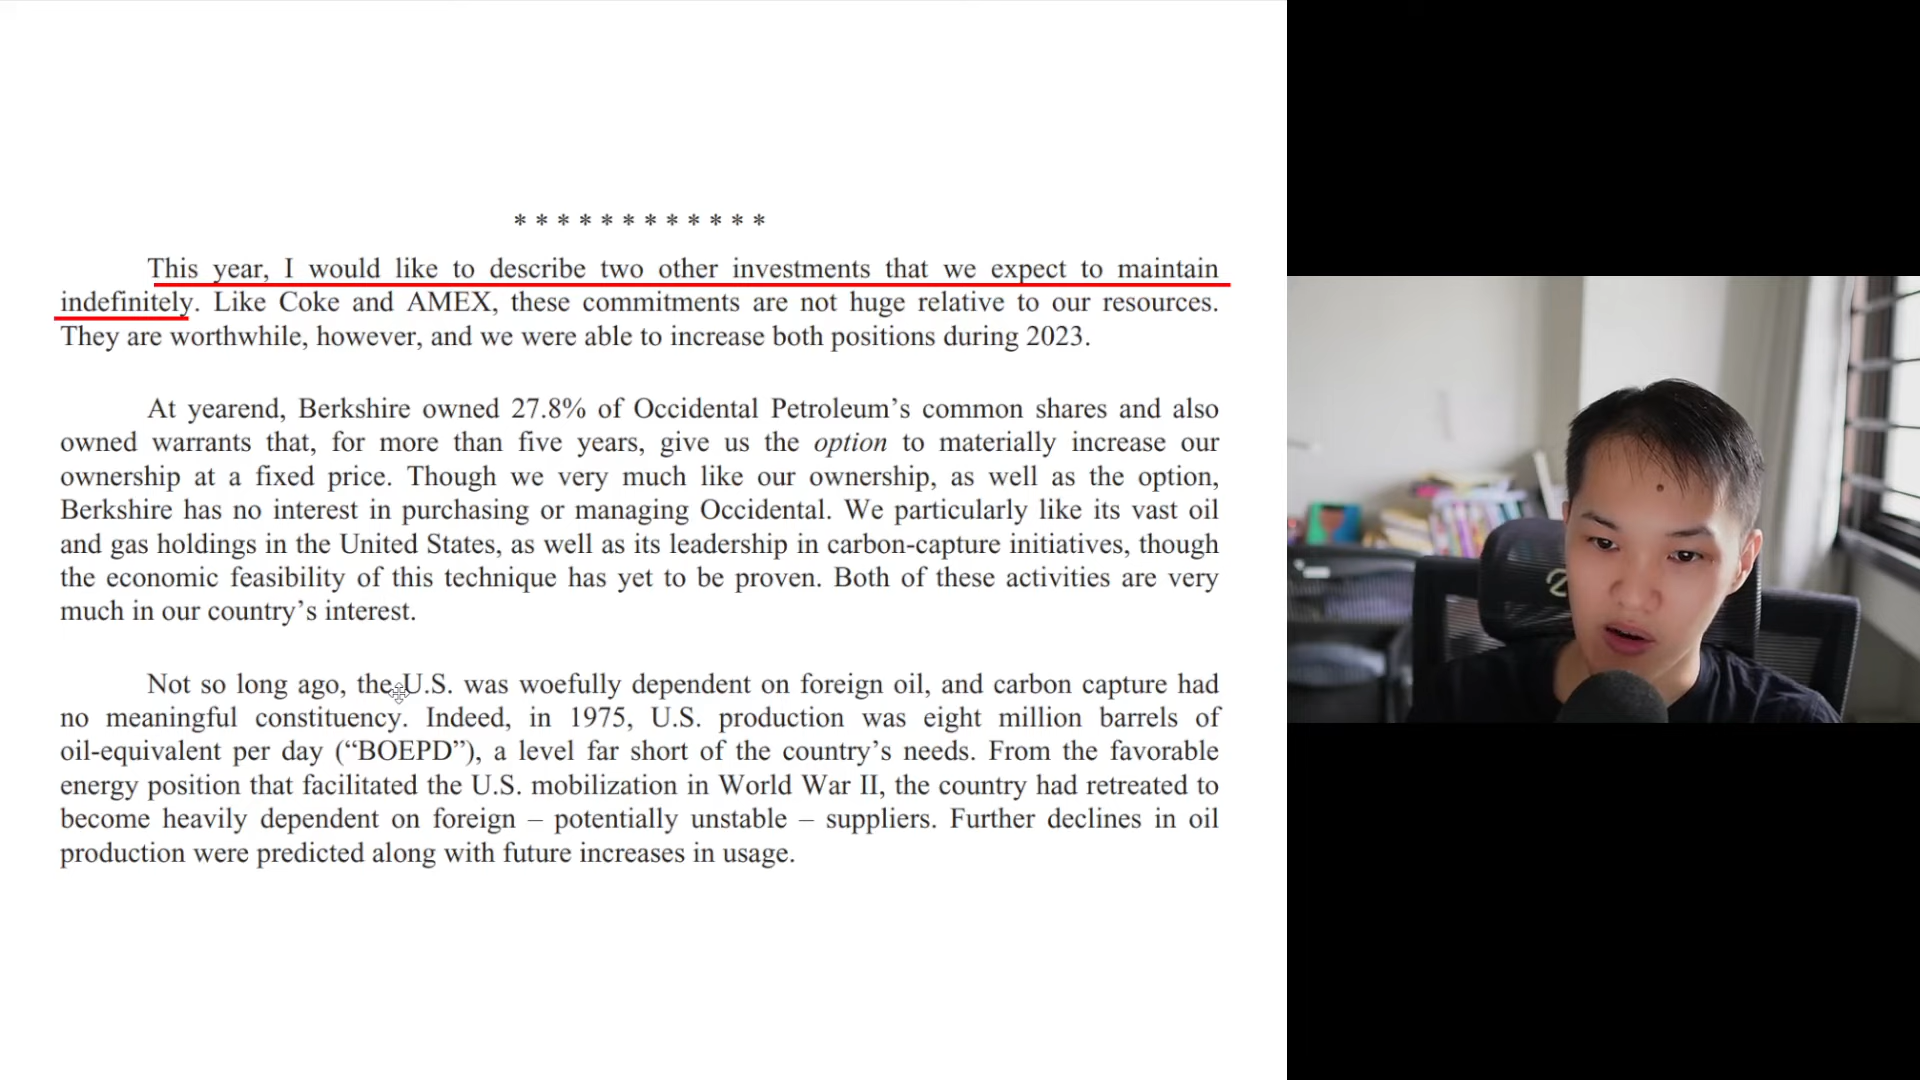 * * * * * * * * * * * *
This year, I would like to describe two other investments that we expect to maintain
indefinitely. Like Coke and AMEX, these commitments are not huge relative to our resources.
They are worthwhile, however, and we were able to increase both positions during 2023.
At yearend, Berkshire owned 27.8% of Occidental Petroleum’s common shares and also
owned warrants that, for more than five years, give us the option to materially increase our
ownership at a fixed price. Though we very much like our ownership, as well as the option,
Berkshire has no interest in purchasing or managing Occidental. We particularly like its vast oil
and gas holdings in the United States, as well as its leadership in carbon-capture initiatives, though
the economic feasibility of this technique has yet to be proven. Both of these activities are very
much in our country’s interest.
Not so long ago, the U.S. was woefully dependent on foreign oil, and carbon capture had
no meaningful constituency. Indeed, in 1975, U.S. production was eight million barrels of
oil-equivalent per day (“BOEPD”), a level far short of the country’s needs. From the favorable
energy position that facilitated the U.S. mobilization in World War II, the country had retreated to
become heavily dependent on foreign – potentially unstable – suppliers. Further declines in oil
production were predicted along with future increases in usage.